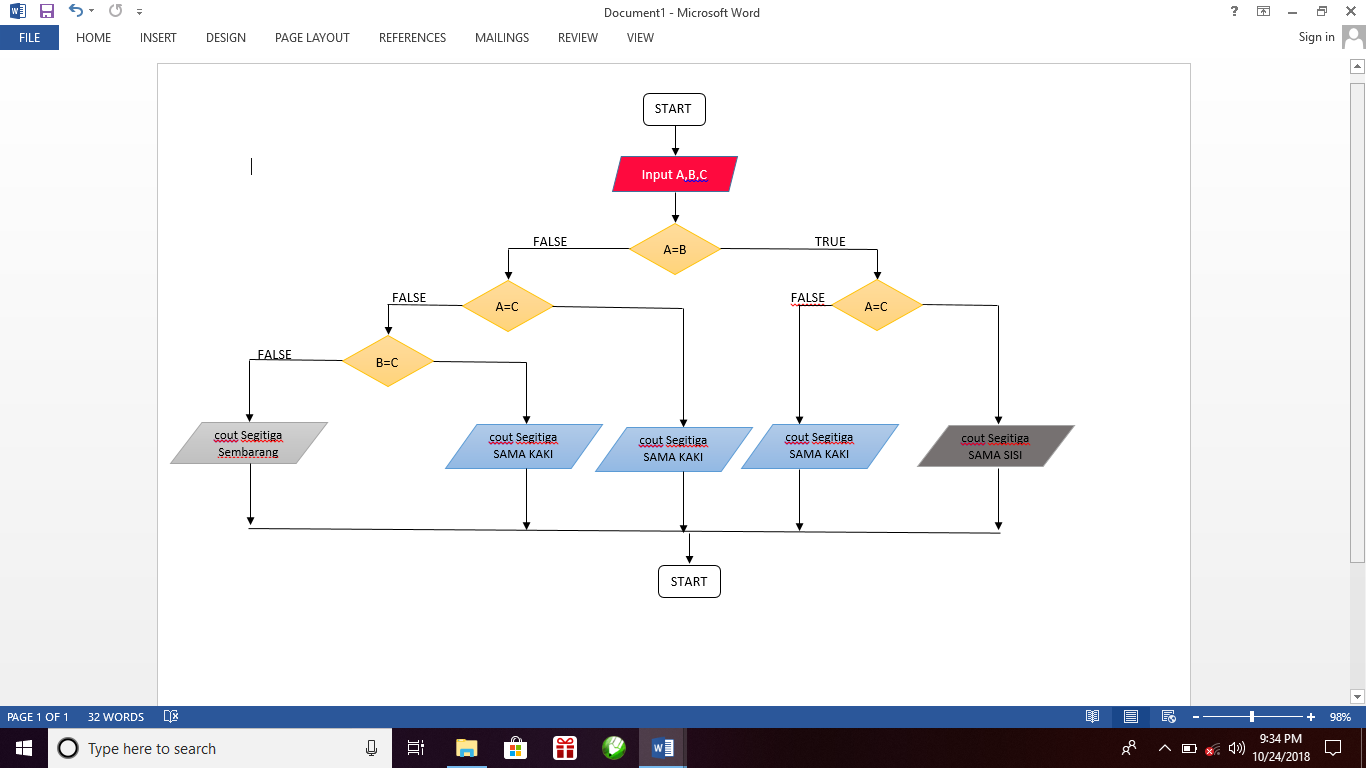 Document1 - Microsoft Word
?
FILE HOME INSERT DESIGN PAGE LAYOUT REFERENCES MAILINGS REVIEW VIEW
Sign in
START
Input A,B,C
A=B
FALSE
TRUE
A=C
FALSE
A=C
FALSE
B=C
FALSE
cout Segitiga
Sembarang
cout Segitiga
SAMA KAKI
cout Segitiga
SAMA KAKI
cout Segitiga
SAMA KAKI
cout Segitiga
SAMA SISI
START
PAGE 1 OF 1 32 WORDS
98%
Type here to search
9:34 PM
10/24/2018